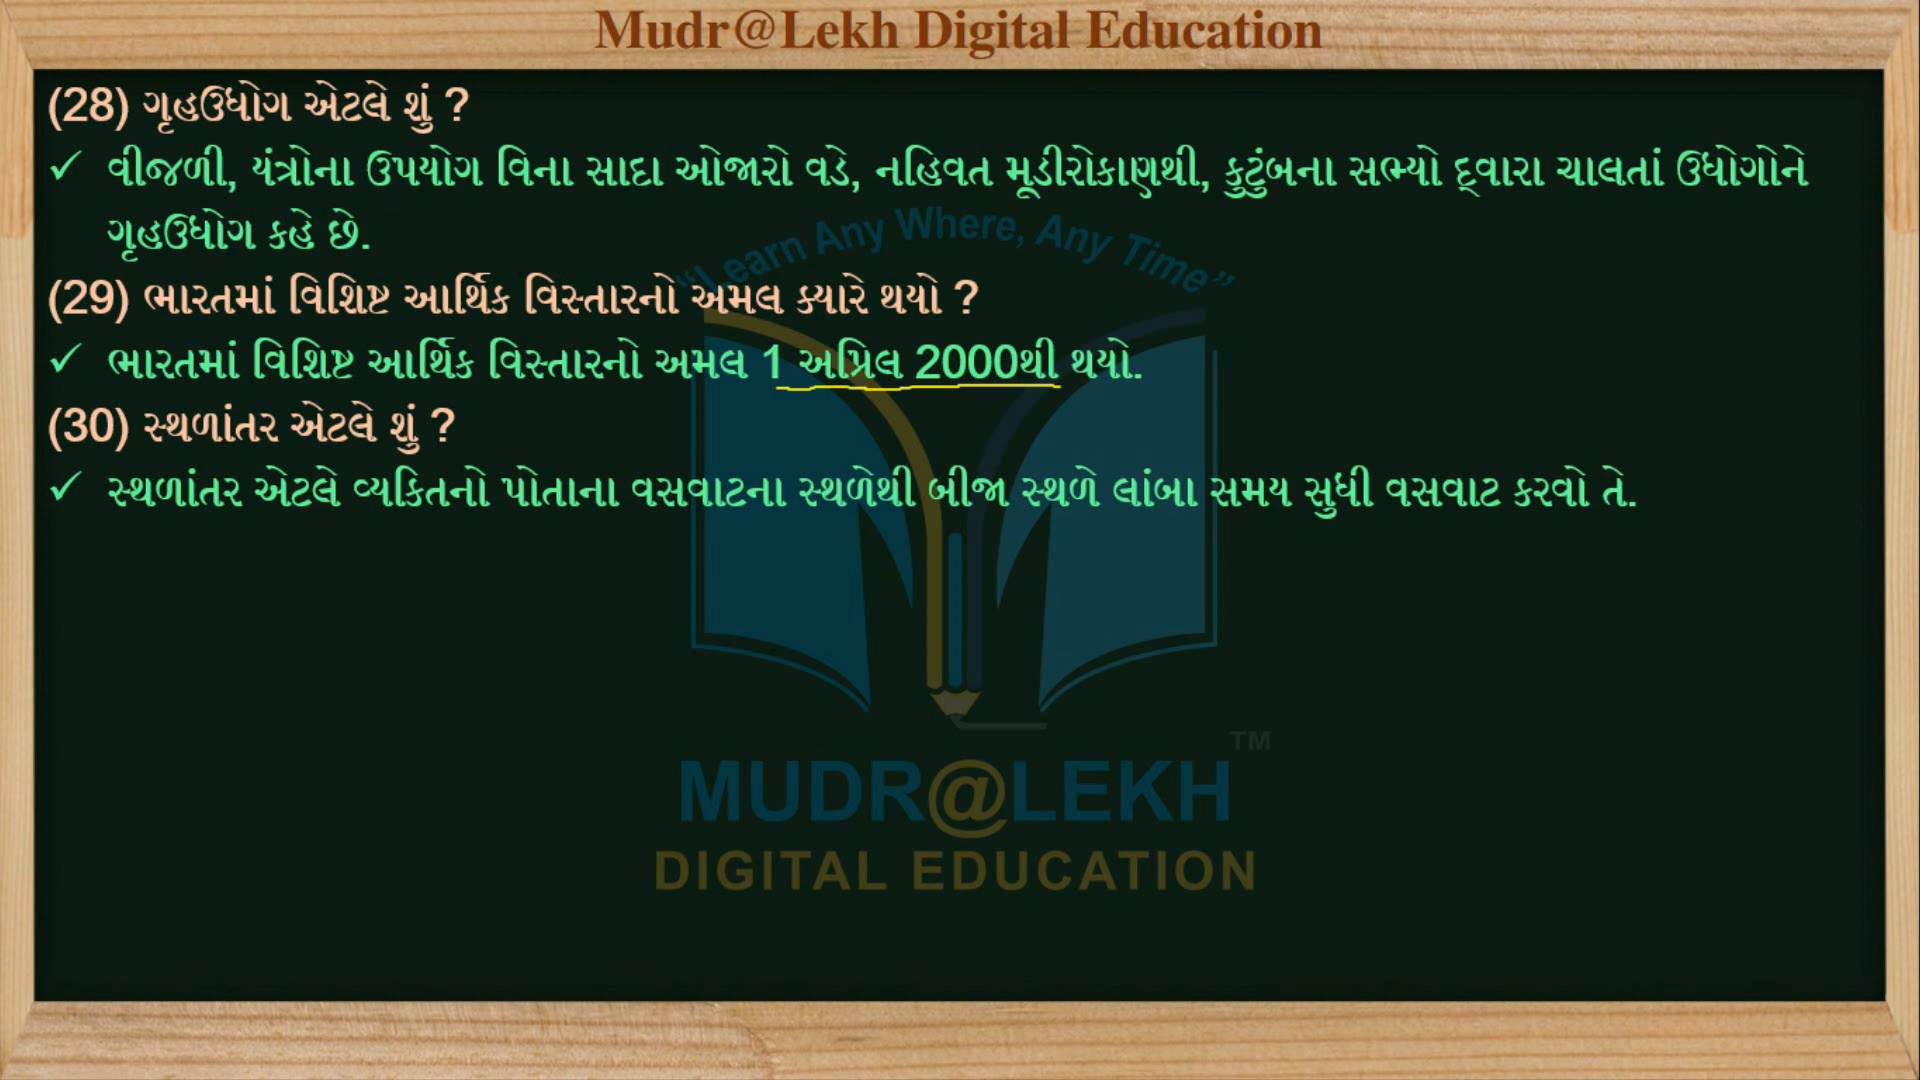 Mudr@Lekh Digital Education
(28) ગૃહઉધોગ એટલે શું ?
✓ વીજળી, યંત્રોના ઉપયોગ વિના સાદા ઓજારો વડે, નહિવત મૂડીરોકાણથી, કુટુંબના સભ્યો દ્વારા ચાલતાં ઉધોગોને
ગૃહઉધોગ કહે છે.
(29) ભારતમાં વિશિષ્ટ આર્થિક વિસ્તારનો અમલ ક્યારે થયો ?
✓ ભારતમાં વિશિષ્ટ આર્થિક વિસ્તારનો અમલ 1 અપ્રિલ 2000થી થયો.
(30) સ્થળાંતર એટલે શું ?
✓ સ્થળાંતર એટલે વ્યકિતનો પોતાના વસવાટના સ્થળેથી બીજા સ્થળે લાંબા સમય સુધી વસવાટ કરવો તે.
“Learn Any Where, Any Time”
TM
MUDR@LEKH
DIGITAL EDUCATION